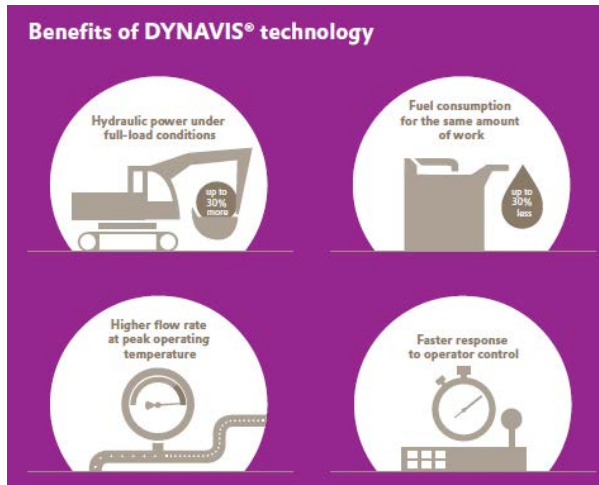 Benefits of DYNAVIS® technology
Hydraulic power under
full-load conditions
up to
30%
more
Fuel consumption
for the same amount
of work
up to
30%
less
Higher flow rate
at peak operating
temperature
Faster response
to operator control